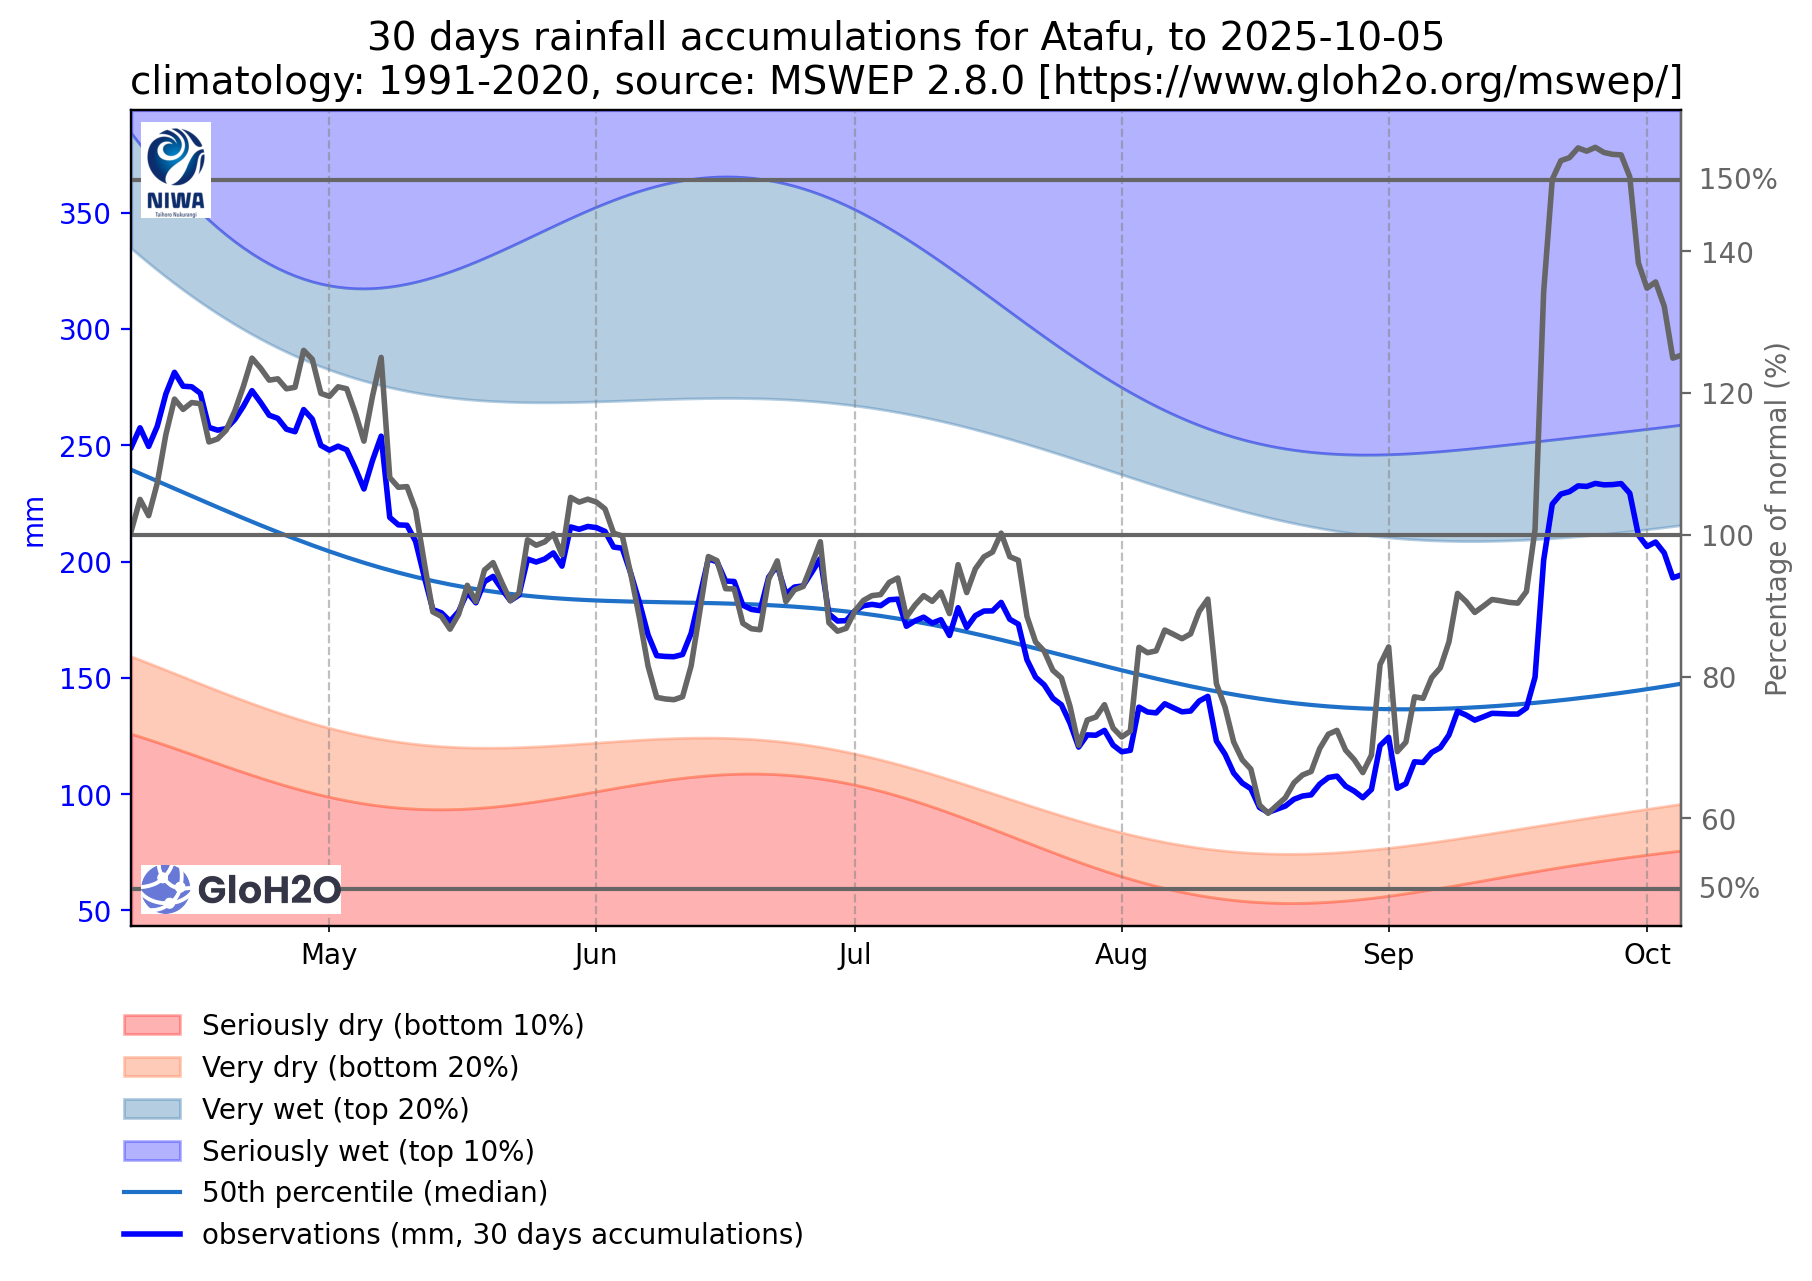 30 days rainfall accumulations for Atafu, to 2025-10-05
climatology: 1991-2020, source: MSWEP 2.8.0 [https://www.gloh2o.org/mswep/]
NIWA
Taihoro Nukurangi
350
300
250
200
150
100
50
mm
150%
140
120
100
80
60
50%
Percentage of normal (%)
GloH2O
May Jun Jul Aug Sep Oct
Seriously dry (bottom 10%)
Very dry (bottom 20%)
Very wet (top 20%)
Seriously wet (top 10%)
50th percentile (median)
observations (mm, 30 days accumulations)